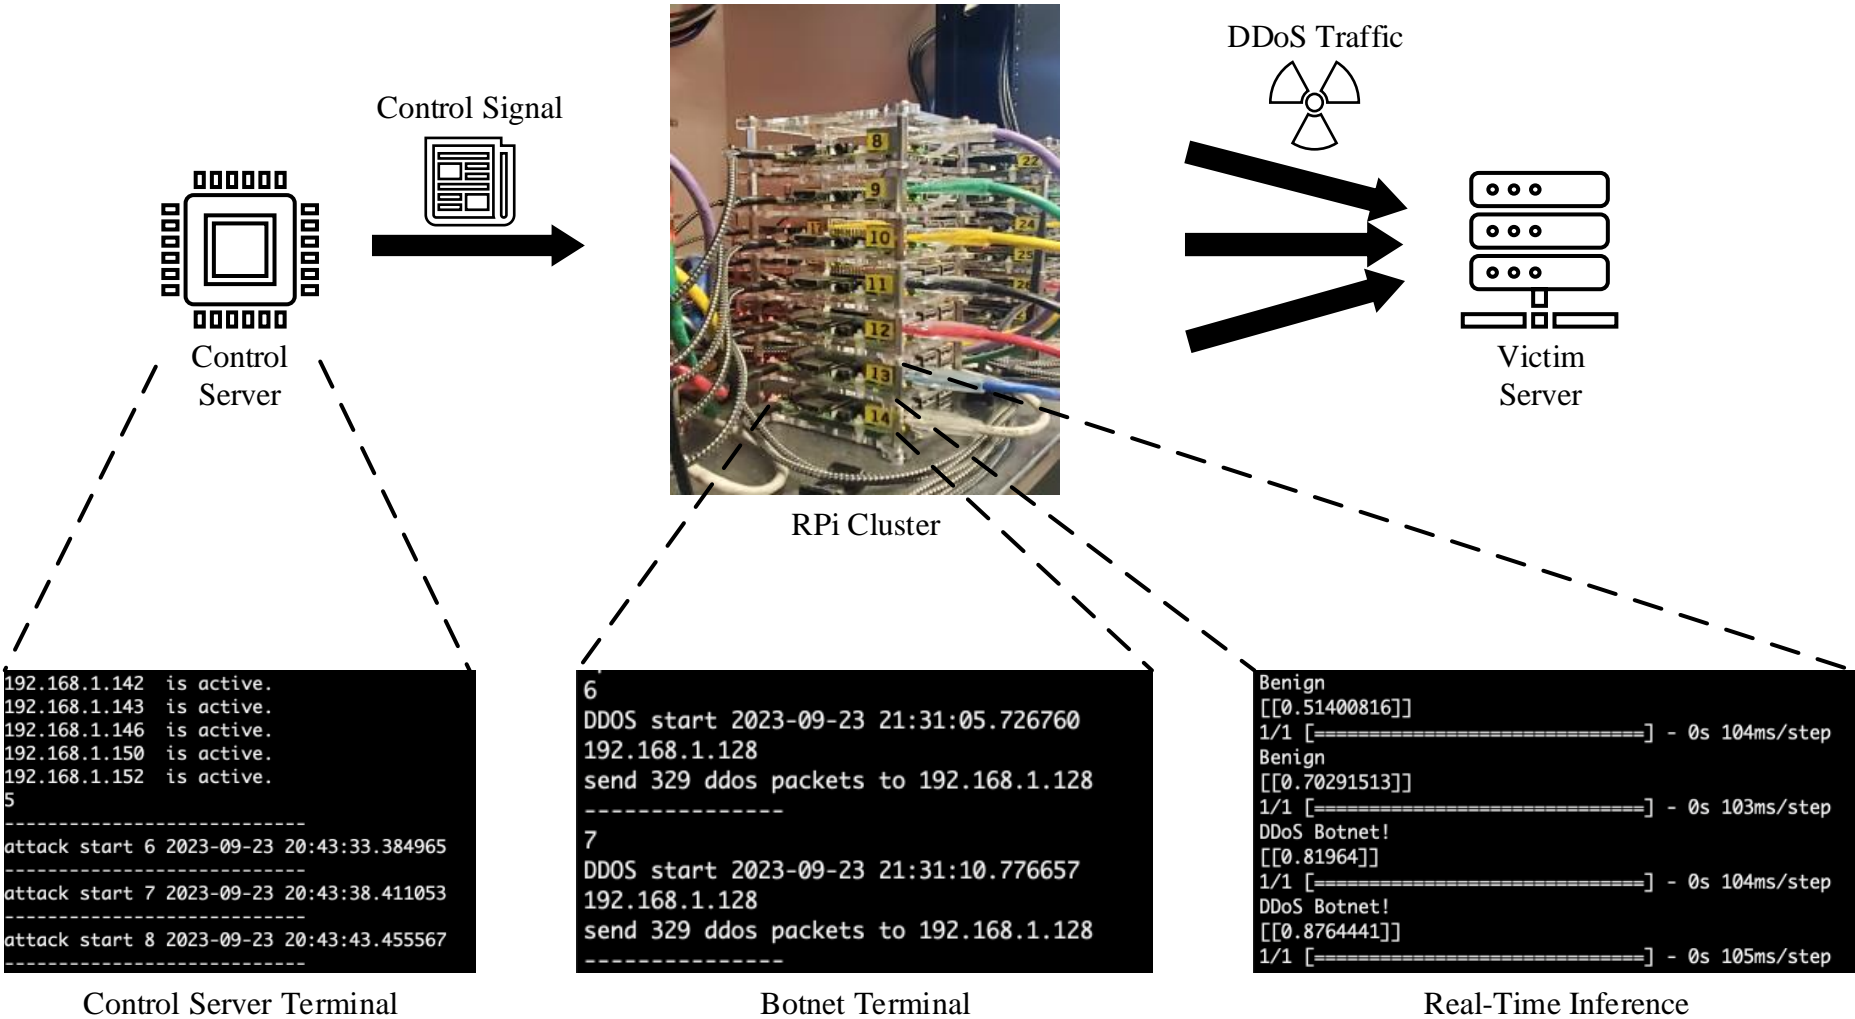 DDoS Traffic
Control Signal
8
9
10
11
12
13
14
17
22
24
25
26
Control
Server
Victim
Server
RPi Cluster
192.168.1.142  is active.
192.168.1.143  is active.
192.168.1.146  is active.
192.168.1.150  is active.
192.168.1.152  is active.
5
----------------------------
attack start 6 2023-09-23 20:43:33.384965
----------------------------
attack start 7 2023-09-23 20:43:38.411053
----------------------------
attack start 8 2023-09-23 20:43:43.455567
----------------------------
6
DDOS start 2023-09-23 21:31:05.726760
192.168.1.128
send 329 ddos packets to 192.168.1.128
---------------
7
DDOS start 2023-09-23 21:31:10.776657
192.168.1.128
send 329 ddos packets to 192.168.1.128
---------------
Benign
[[0.51400816]]
1/1 [==============================] - 0s 104ms/step
Benign
[[0.70291513]]
1/1 [==============================] - 0s 103ms/step
DDoS Botnet!
[[0.81964]]
1/1 [==============================] - 0s 104ms/step
DDoS Botnet!
[[0.8764441]]
1/1 [==============================] - 0s 105ms/step
Control Server Terminal
Botnet Terminal
Real-Time Inference